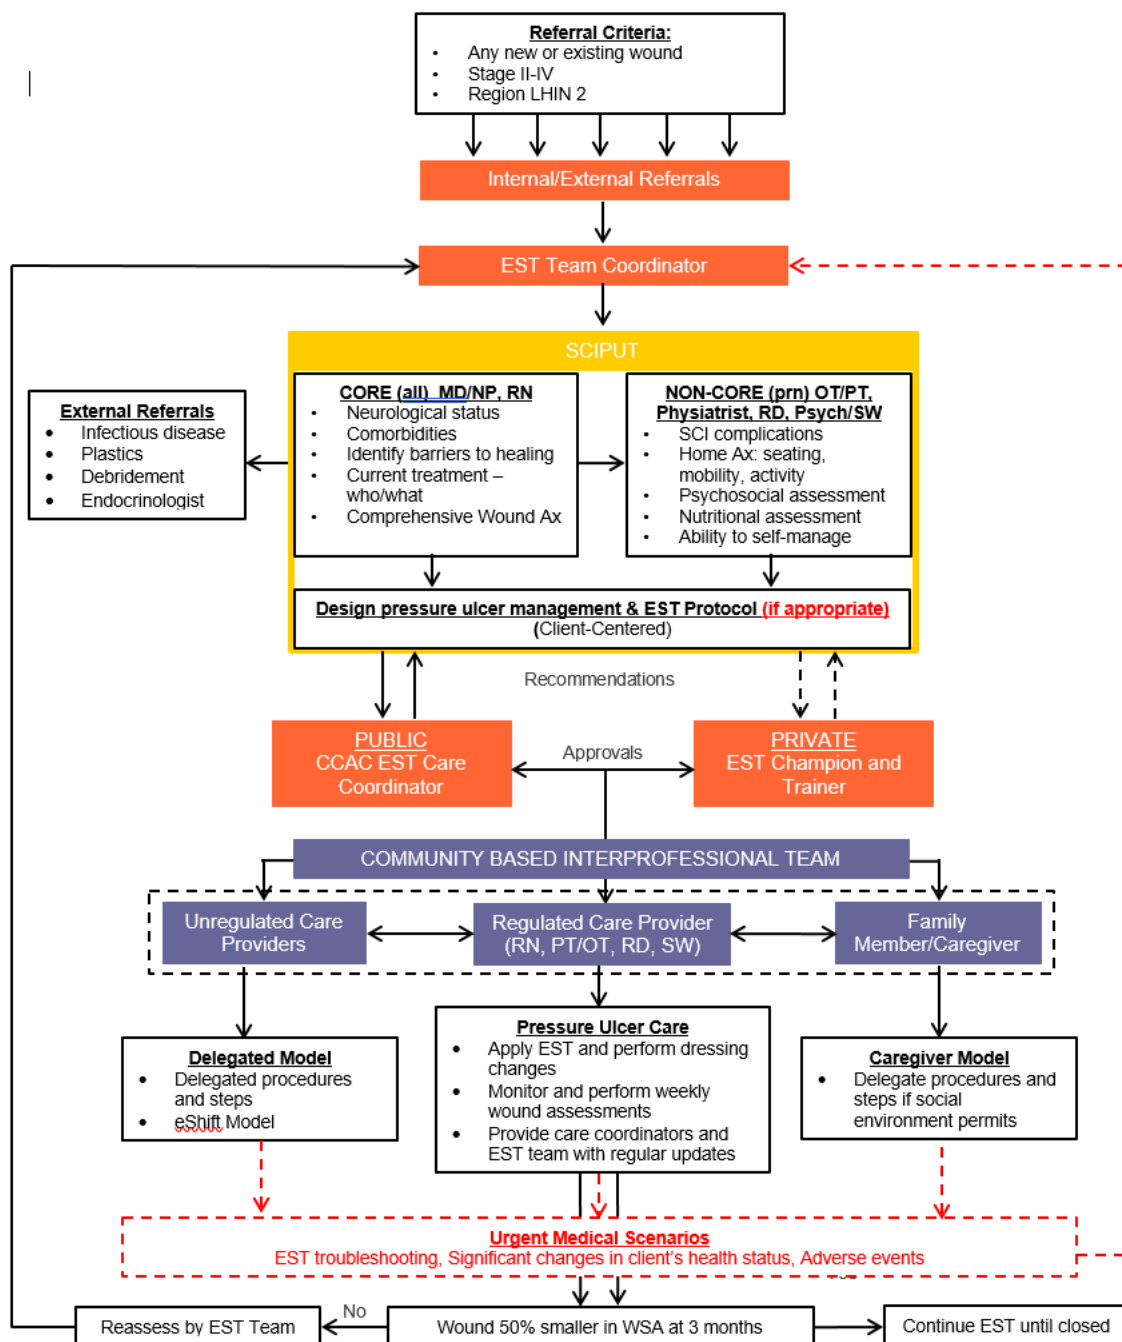 Referral Criteria:
• Any new or existing wound
• Stage II-IV
• Region LHIN 2
Internal/External Referrals
EST Team Coordinator
SCIPUT
External Referrals
• Infectious disease
• Plastics
• Debridement
• Endocrinologist
CORE (all) MD/NP, RN
• Neurological status
• Comorbidities
• Identify barriers to healing
• Current treatment –
who/what
• Comprehensive Wound Ax
NON-CORE (prn) OT/PT,
Physiatrist, RD, Psych/SW
• SCI complications
• Home Ax: seating,
mobility, activity
• Psychosocial assessment
• Nutritional assessment
• Ability to self-manage
Design pressure ulcer management & EST Protocol (if appropriate)
(Client-Centered)
Recommendations
PUBLIC
CCAC EST Care
Coordinator
Approvals
PRIVATE
EST Champion and
Trainer
COMMUNITY BASED INTERPROFESSIONAL TEAM
Unregulated Care
Providers
Regulated Care Provider
(RN, PT/OT, RD, SW)
Family
Member/Caregiver
Delegated Model
• Delegated procedures
and steps
• eShift Model
Pressure Ulcer Care
• Apply EST and perform dressing
changes
• Monitor and perform weekly
wound assessments
• Provide care coordinators and
EST team with regular updates
Caregiver Model
• Delegate procedures and
steps if social
environment permits
Urgent Medical Scenarios
EST troubleshooting, Significant changes in client's health status, Adverse events
Reassess by EST Team
No
Wound 50% smaller in WSA at 3 months
Continue EST until closed